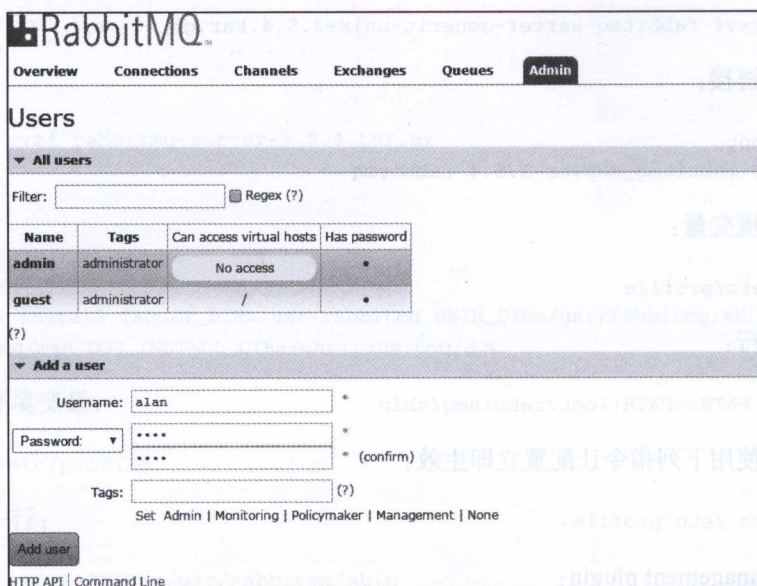 RabbitMQ™
Overview Connections Channels Exchanges Queues Admin
Users
▼ All users
Filter: Regex (?)
Name Tags Can access virtual hosts Has password
admin administrator No access •
guest administrator / •
(?)
▼ Add a user
Username: alan *
Password: ▼ •••• *
•••• * (confirm)
Tags: (?)
Set Admin | Monitoring | Policymaker | Management | None
Add user
HTTP API | Command Line